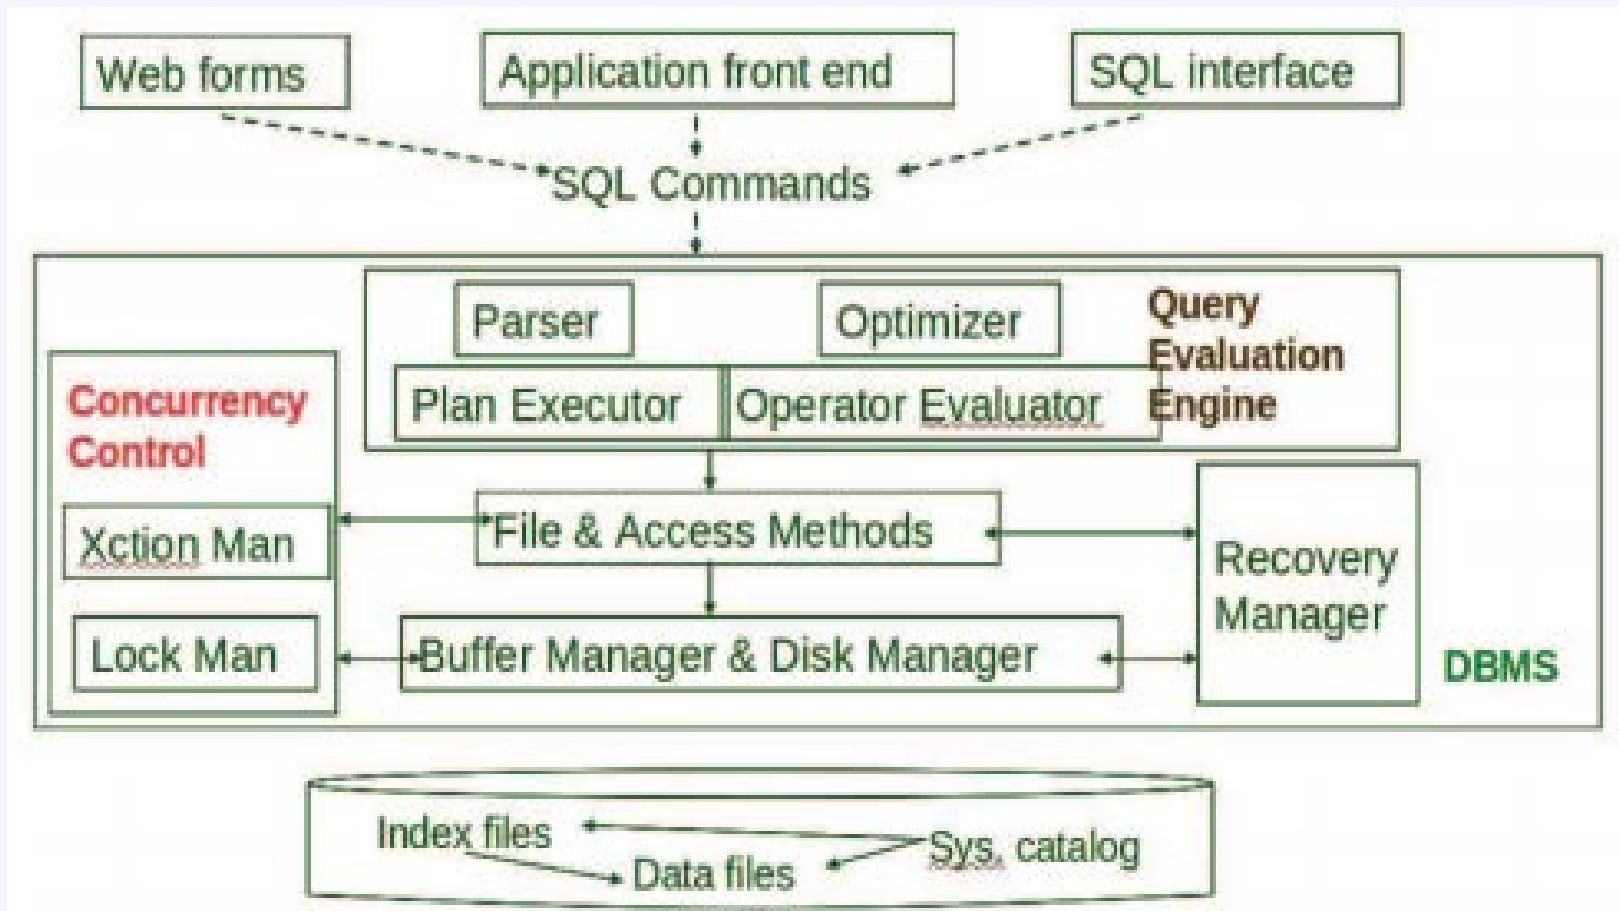 Web forms
Application front end
SQL interface
SQL Commands
Parser
Optimizer
Query
Evaluation
Engine
Plan Executor
Operator Evaluator
Concurrency
Control
Xction Man
File & Access Methods
Recovery
Manager
Lock Man
Buffer Manager & Disk Manager
DBMS
Index files
Sys. catalog
Data files